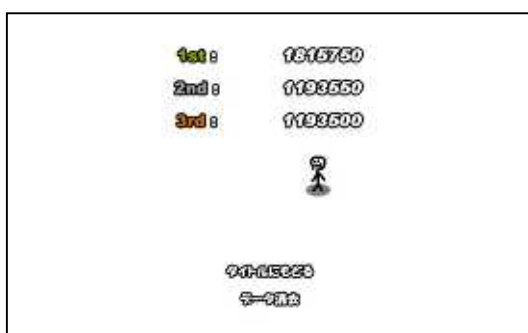 1st : 1815750
2nd : 1193550
3rd : 1193500
タイトルにもどる
データ消去